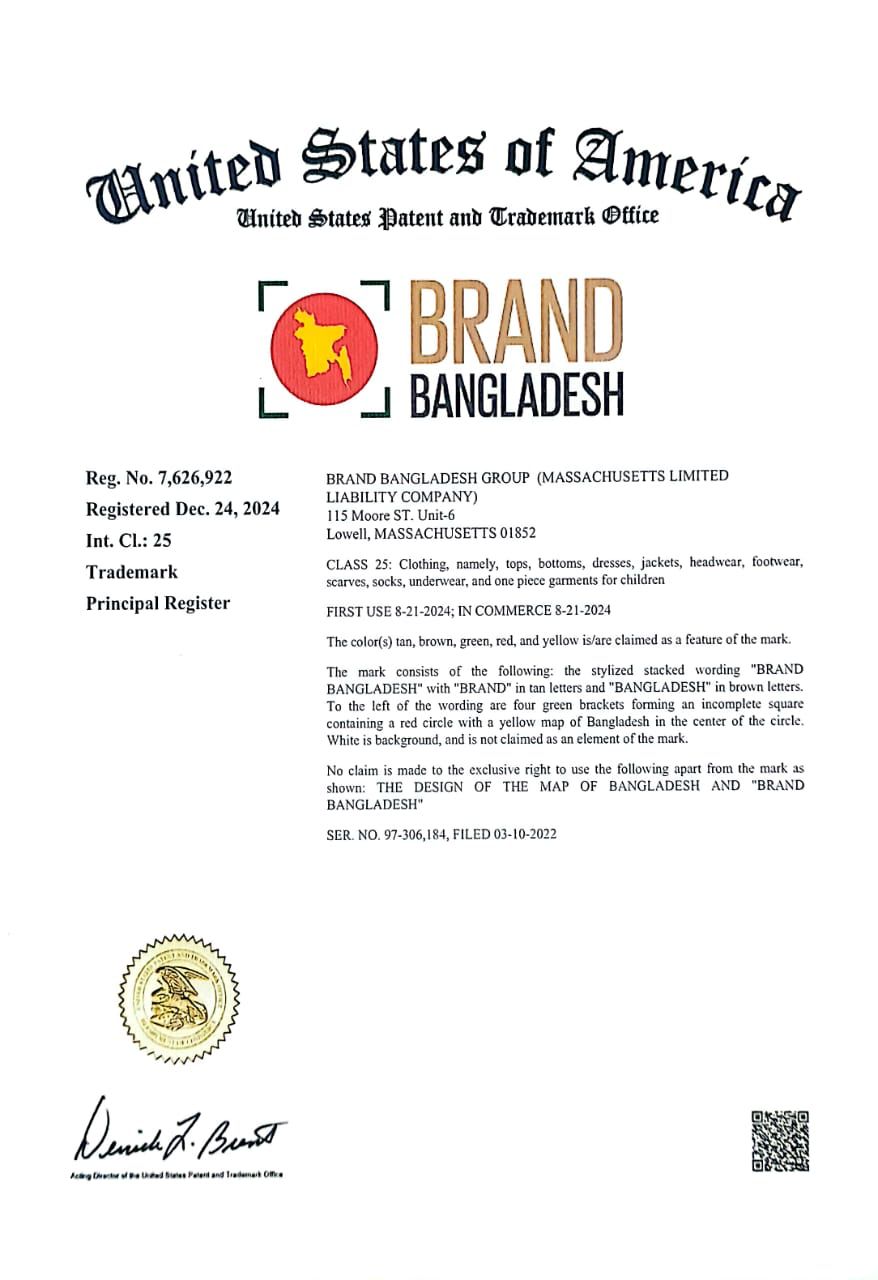 United States of America
United States Patent and Trademark Office
BRAND
BANGLADESH
Reg. No. 7,626,922
Registered Dec. 24, 2024
Int. Cl.: 25
Trademark
Principal Register
BRAND BANGLADESH GROUP (MASSACHUSETTS LIMITED
LIABILITY COMPANY)
115 Moore ST. Unit-6
Lowell, MASSACHUSETTS 01852
CLASS 25: Clothing, namely, tops, bottoms, dresses, jackets, headwear, footwear,
scarves, socks, underwear, and one piece garments for children
FIRST USE 8-21-2024; IN COMMERCE 8-21-2024
The color(s) tan, brown, green, red, and yellow is/are claimed as a feature of the mark.
The mark consists of the following: the stylized stacked wording "BRAND
BANGLADESH" with "BRAND" in tan letters and "BANGLADESH" in brown letters.
To the left of the wording are four green brackets forming an incomplete square
containing a red circle with a yellow map of Bangladesh in the center of the circle.
White is background, and is not claimed as an element of the mark.
No claim is made to the exclusive right to use the following apart from the mark as
shown: THE DESIGN OF THE MAP OF BANGLADESH AND "BRAND
BANGLADESH"
SER. NO. 97-306,184, FILED 03-10-2022
Acting Director of the United States Patent and Trademark Office